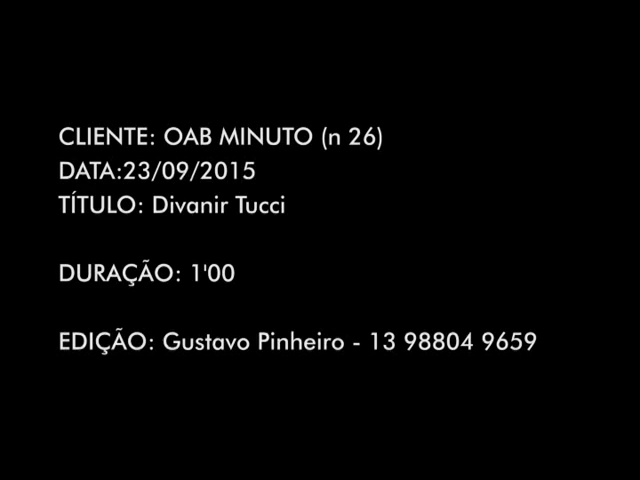 CLIENTE: OAB MINUTO (n 26)
DATA:23/09/2015
TÍTULO: Divanir Tucci
DURAÇÃO: 1'00
EDIÇÃO: Gustavo Pinheiro - 13 98804 9659